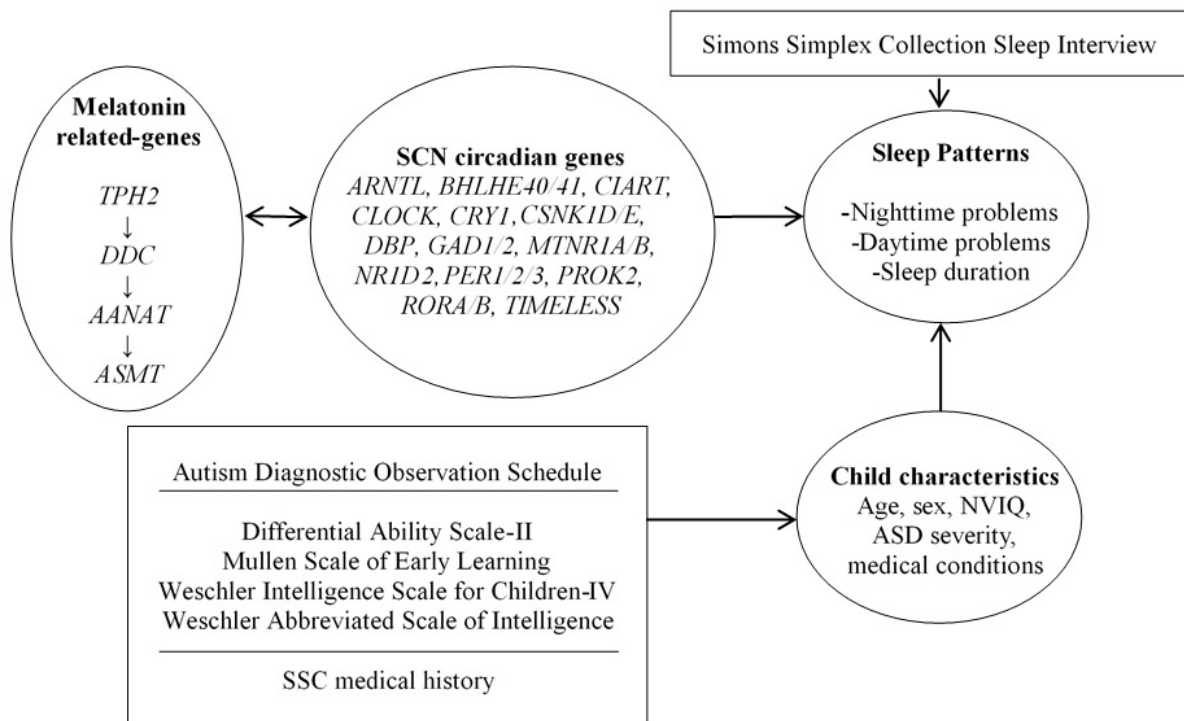 Simons Simplex Collection Sleep Interview
Melatonin
related-genes
TPH2
↓
DDC
↓
AANAT
↓
ASMT
SCN circadian genes
ARNTL, BHLHE40/41, CIART,
CLOCK, CRY1, CSNK1D/E,
DBP, GAD1/2, MTNR1A/B,
NR1D2, PER1/2/3, PROK2,
RORA/B, TIMELESS
Sleep Patterns
-Nighttime problems
-Daytime problems
-Sleep duration
Autism Diagnostic Observation Schedule
Differential Ability Scale-II
Mullen Scale of Early Learning
Weschler Intelligence Scale for Children-IV
Weschler Abbreviated Scale of Intelligence
SSC medical history
Child characteristics
Age, sex, NVIQ,
ASD severity,
medical conditions